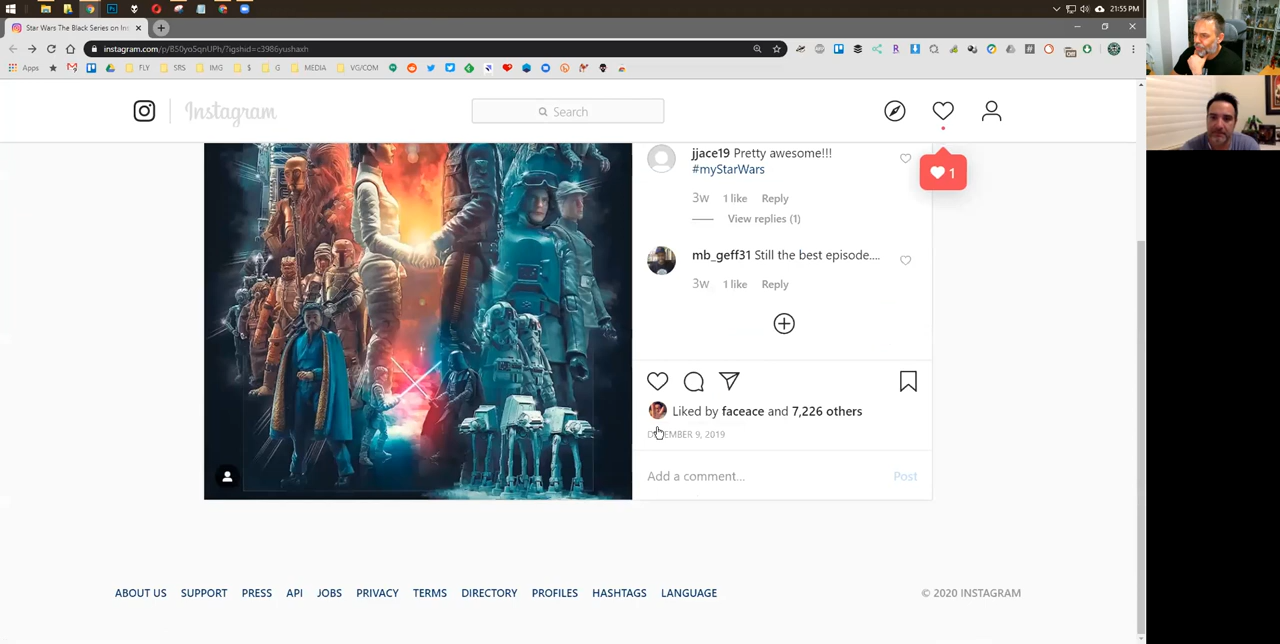 21:55 PM
Star Wars The Black Series on Ins
instagram.com/p/B50yoSqnUPh/?igshid=c3986yushaxh
Apps
FLY
SRS
IMG
$
G
MEDIA
VG/COM
Instagram
Search
1
jjace19 Pretty awesome!!!
#myStarWars
3w 1 like Reply
View replies (1)
mb_geff31 Still the best episode....
3w 1 like Reply
Liked by faceace and 7,226 others
DECEMBER 9, 2019
Add a comment... Post
ABOUT US SUPPORT PRESS API JOBS PRIVACY TERMS DIRECTORY PROFILES HASHTAGS LANGUAGE © 2020 INSTAGRAM